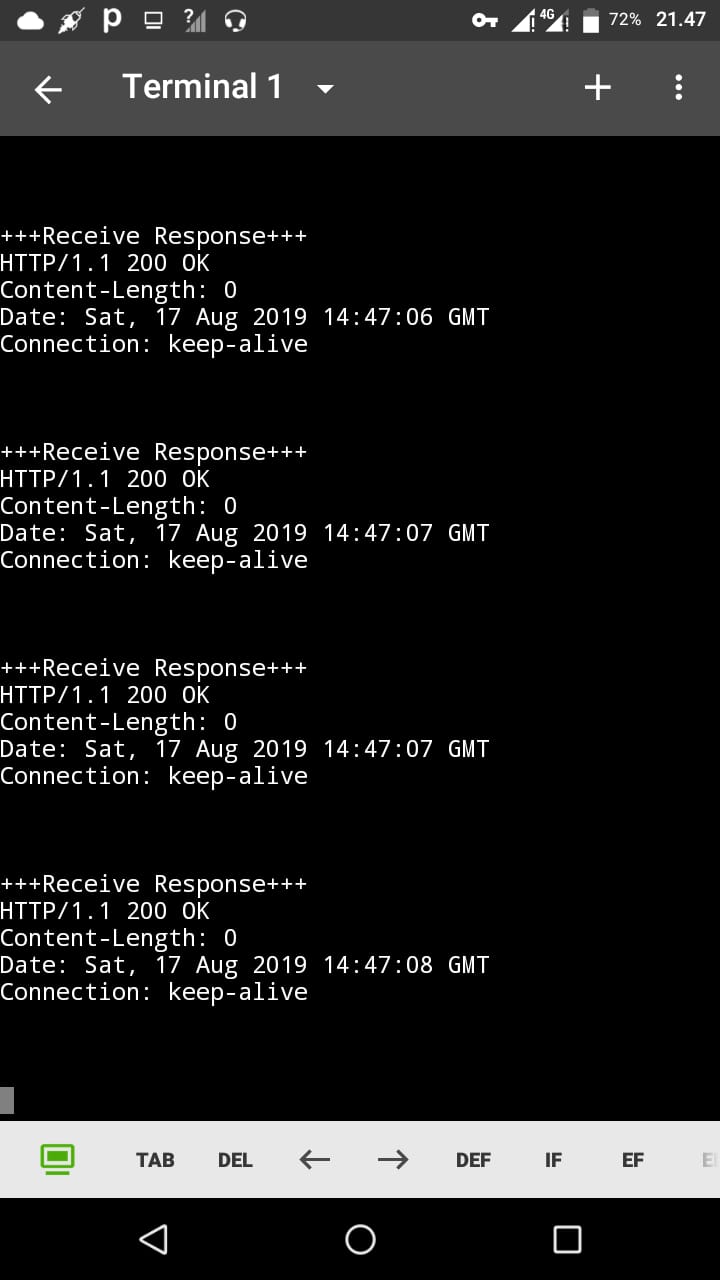 72% 21.47
4G
Terminal 1
+++Receive Response+++
HTTP/1.1 200 OK
Content-Length: 0
Date: Sat, 17 Aug 2019 14:47:06 GMT
Connection: keep-alive
+++Receive Response+++
HTTP/1.1 200 OK
Content-Length: 0
Date: Sat, 17 Aug 2019 14:47:07 GMT
Connection: keep-alive
+++Receive Response+++
HTTP/1.1 200 OK
Content-Length: 0
Date: Sat, 17 Aug 2019 14:47:07 GMT
Connection: keep-alive
+++Receive Response+++
HTTP/1.1 200 OK
Content-Length: 0
Date: Sat, 17 Aug 2019 14:47:08 GMT
Connection: keep-alive
TAB DEL ← → DEF IF EF